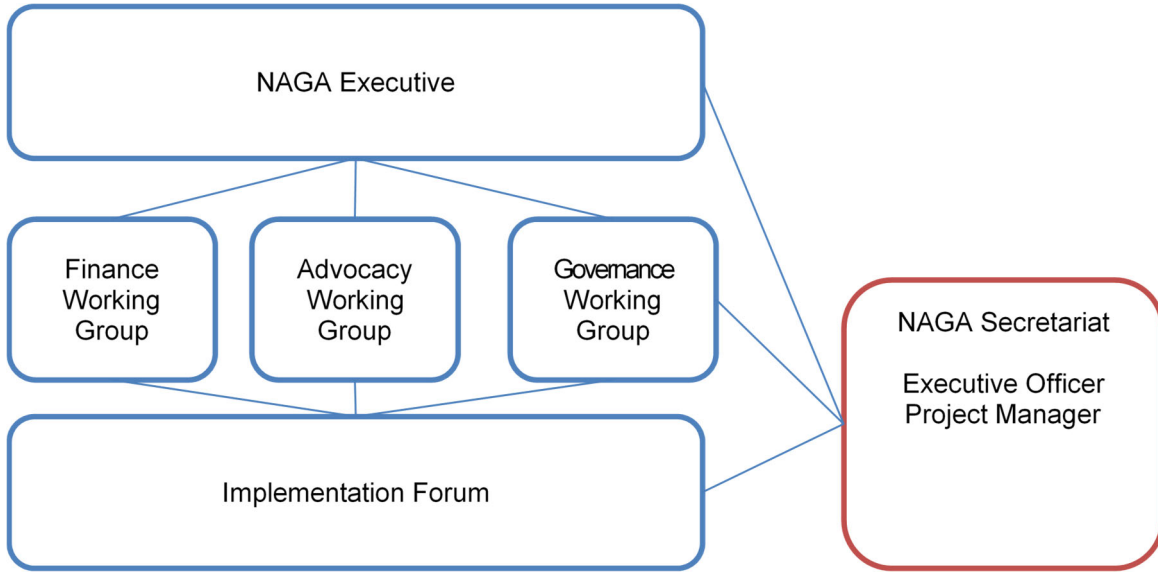 NAGA Executive
Finance
Working
Group
Advocacy
Working
Group
Governance
Working
Group
NAGA Secretariat
Executive Officer
Project Manager
Implementation Forum